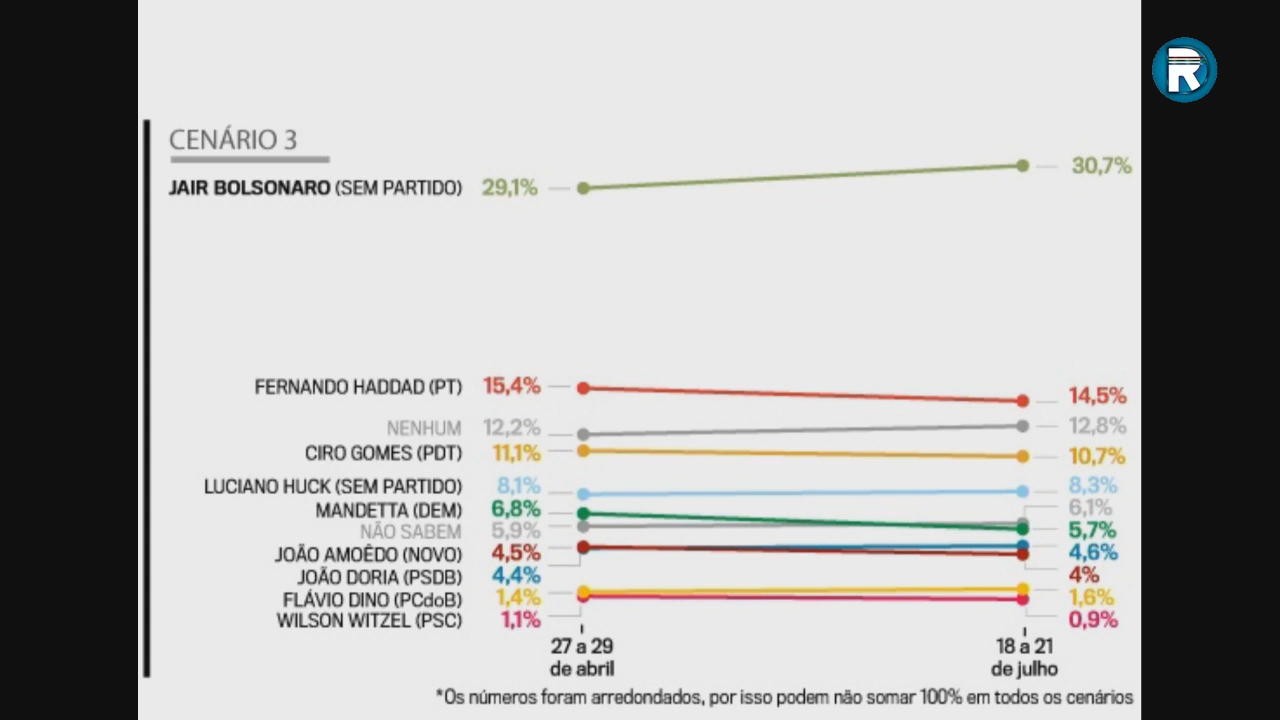 R
CENÁRIO 3
JAIR BOLSONARO (SEM PARTIDO) 29,1% 30,7%
FERNANDO HADDAD (PT) 15,4% 14,5%
NENHUM 12,2% 12,8%
CIRO GOMES (PDT) 11,1% 10,7%
LUCIANO HUCK (SEM PARTIDO) 8,1% 8,3%
MANDETTA (DEM) 6,8% 6,1%
NÃO SABEM 5,9% 5,7%
JOÃO AMOÊDO (NOVO) 4,5% 4,6%
JOÃO DORIA (PSDB) 4,4% 4%
FLÁVIO DINO (PCdoB) 1,4% 1,6%
WILSON WITZEL (PSC) 1,1% 0,9%
27 a 29 18 a 21
de abril de julho
*Os números foram arredondados, por isso podem não somar 100% em todos os cenários